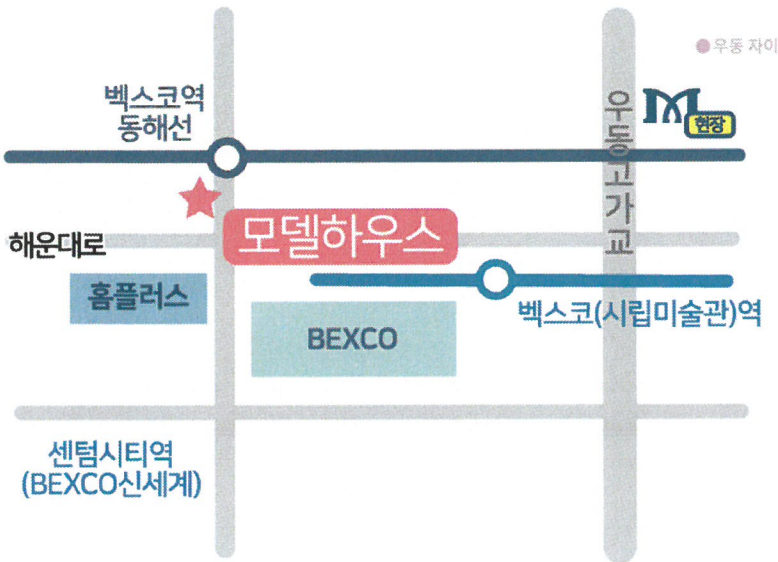 우동 자이
벡스코역
동해선
우동고가교
M
현장
해운대로
모델하우스
홈플러스
BEXCO
벡스코(시립미술관)역
센텀시티역
(BEXCO신세계)